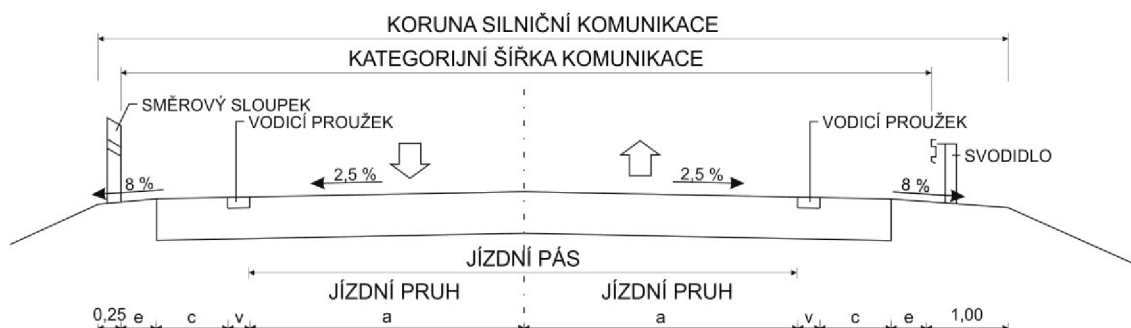 KORUNA SILNIČNÍ KOMUNIKACE
KATEGORIJNÍ ŠÍŘKA KOMUNIKACE
SMĚROVÝ SLOUPEK
VODICÍ PROUŽEK
VODICÍ PROUŽEK
SVODIDLO
8 %
2,5 %
2,5 %
8 %
JÍZDNÍ PÁS
JÍZDNÍ PRUH
JÍZDNÍ PRUH
0,25 e c v a a v c e 1,00